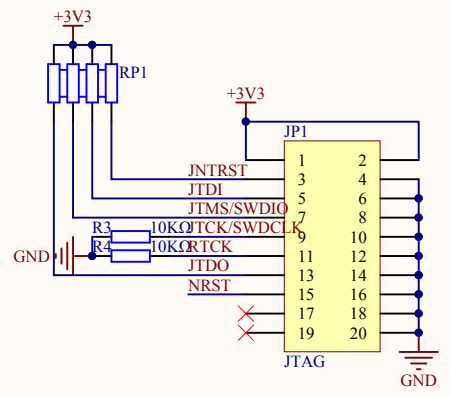 +3V3
RP1
+3V3
JP1
1 2
JNTRST 3 4
JTDI 5 6
JTMS/SWDIO 7 8
R3 10KΩ JTCK/SWDCLK 9 10
GND R4 10KΩ RTCK 11 12
JTDO 13 14
NRST 15 16
17 18
19 20
JTAG
GND